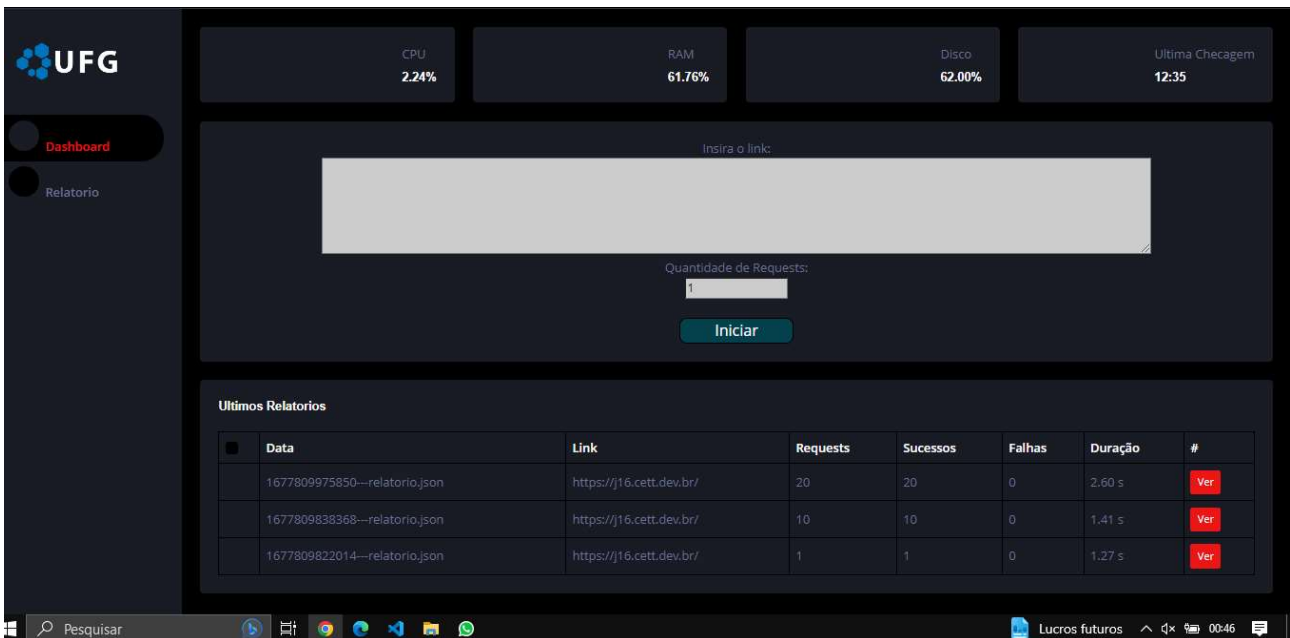 UFG
CPU
2.24%
RAM
61.76%
Disco
62.00%
Ultima Checagem
12:35
Dashboard
Relatorio
Insira o link:
Quantidade de Requests:
1
Iniciar
Ultimos Relatorios
Data Link Requests Sucessos Falhas Duração #
1677809975850---relatorio.json https://j16.cett.dev.br/ 20 20 0 2.60 s Ver
1677809838368---relatorio.json https://j16.cett.dev.br/ 10 10 0 1.41 s Ver
1677809822014---relatorio.json https://j16.cett.dev.br/ 1 1 0 1.27 s Ver
Pesquisar Lucros futuros 00:46